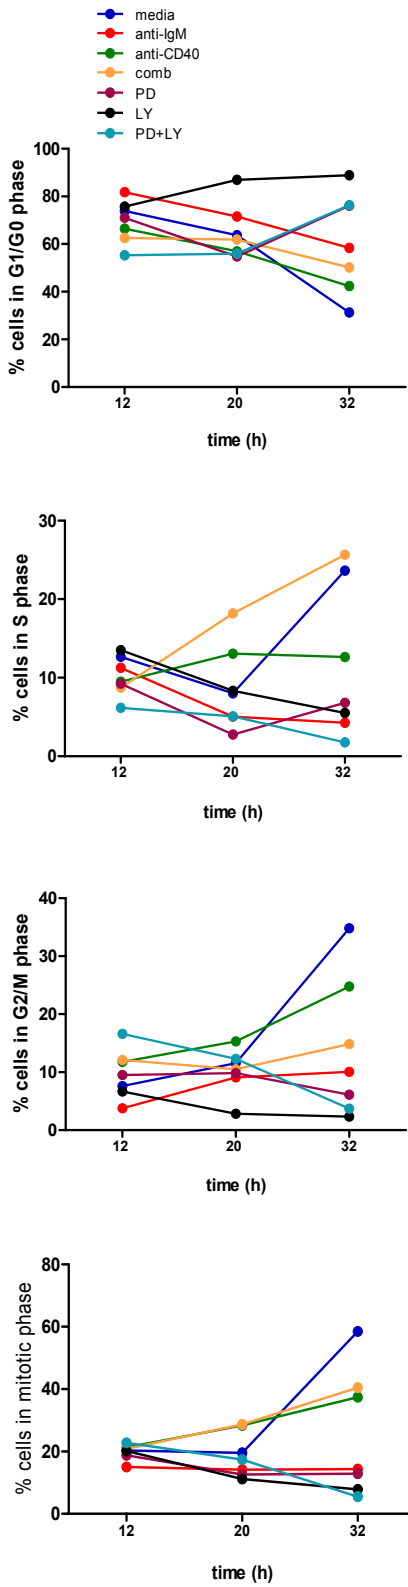 media
anti-IgM
anti-CD40
comb
PD
LY
PD+LY
% cells in G1/G0 phase
100
80
60
40
20
0
12 20 32
time (h)
% cells in S phase
30
20
10
0
12 20 32
time (h)
% cells in G2/M phase
40
30
20
10
0
12 20 32
time (h)
% cells in mitotic phase
80
60
40
20
0
12 20 32
time (h)